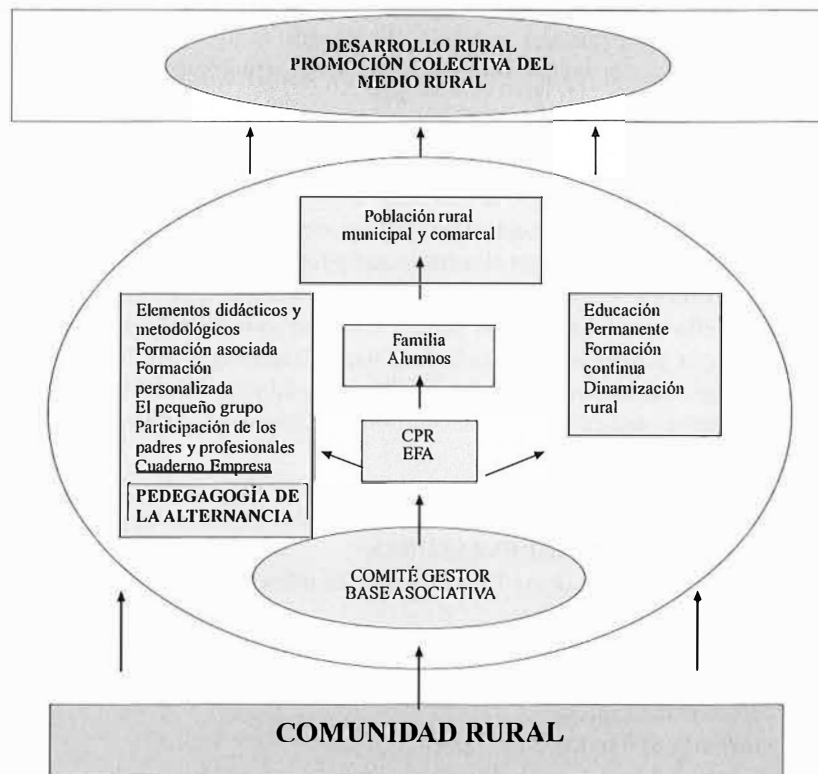 DESARROLLO RURAL
PROMOCIÓN COLECTIVA DEL
MEDIO RURAL
Población rural
municipal y comarcal
Elementos didácticos y
metodológicos
Formación asociada
Formación
personalizada
El pequeño grupo
Participación de los
padres y profesionales
Cuaderno Empresa
PEDEGAGOGÍA DE
LA ALTERNANCIA
Familia
Alumnos
Educación
Permanente
Formación
continua
Dinamización
rural
CPR
EFA
COMITÉ GESTOR
BASE ASOCIATIVA
COMUNIDAD RURAL